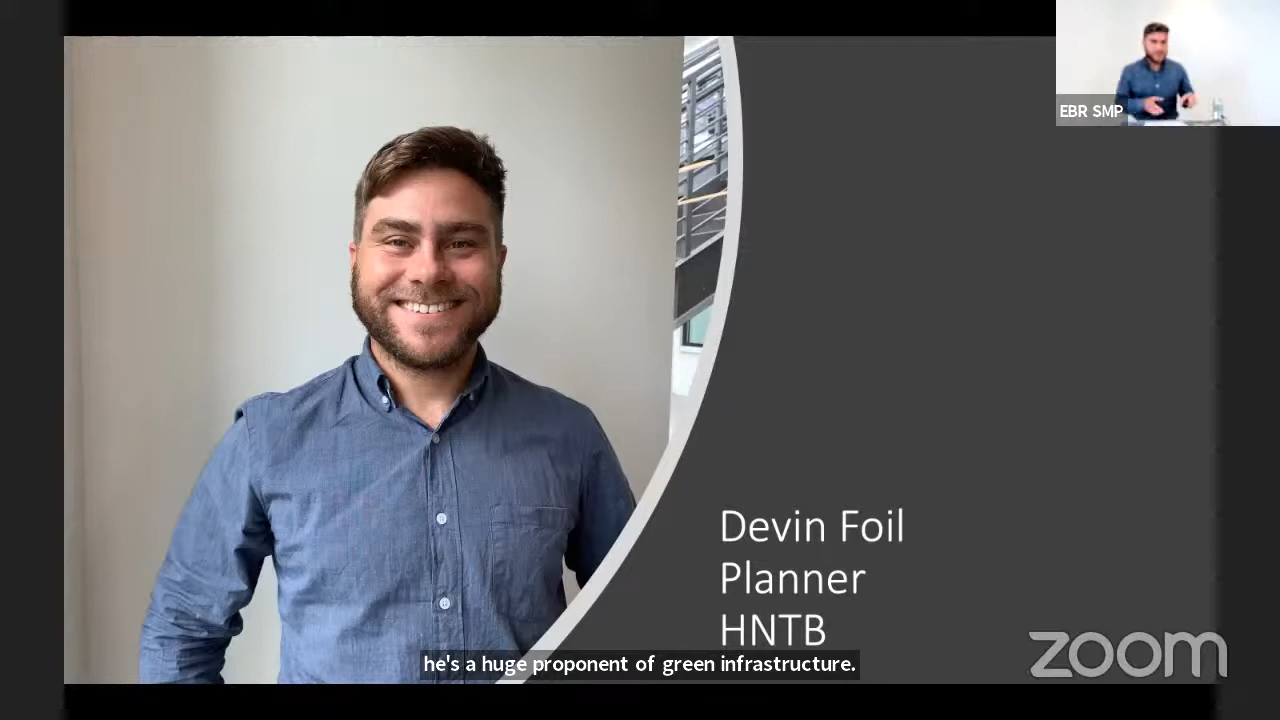 EBR SMP
Devin Foil
Planner
HNTB
he's a huge proponent of green infrastructure.
zoom